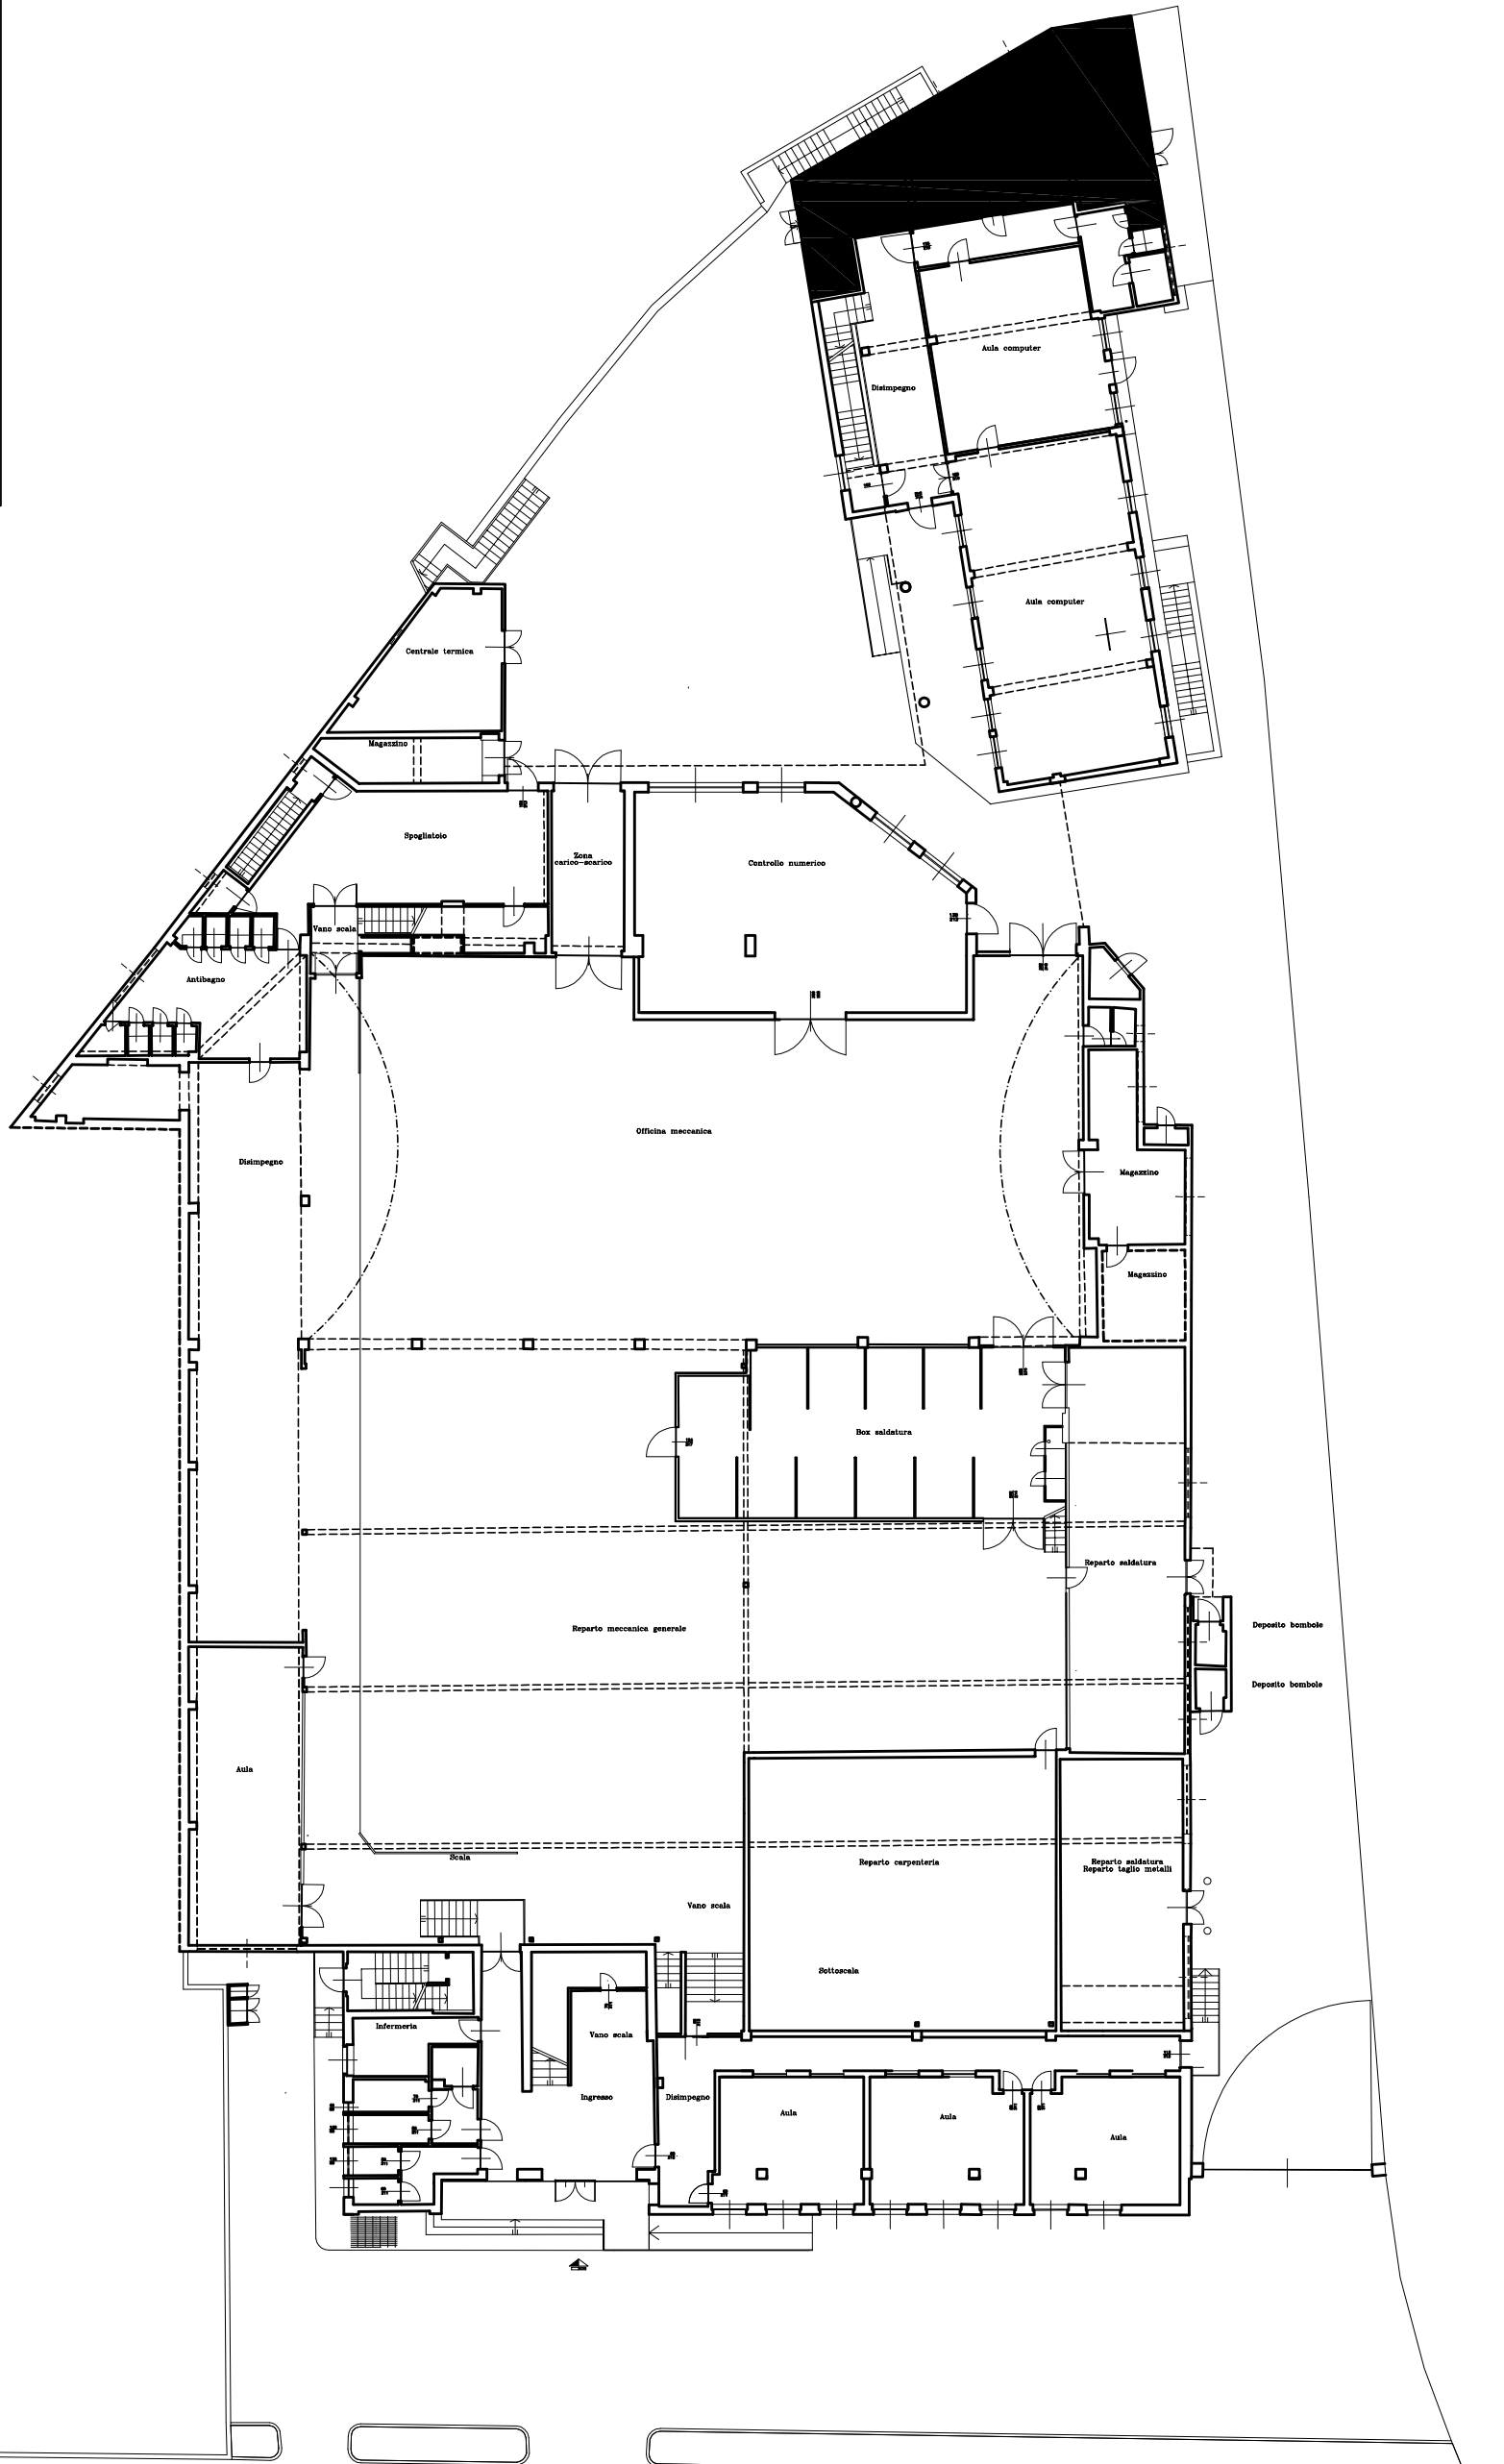 Aula computer
Disimpegno
Aula computer
Centrale termica
Magazzino
Spogliatoio
Zona
carico-scarico
Controllo numerico
Vano scala
Antibagno
Officina meccanica
Disimpegno
Magazzino
Magazzino
Box saldatura
Reparto saldatura
Deposito bombole
Reparto meccanica generale
Deposito bombole
Aula
Scala
Reparto carpenteria
Reparto saldatura
Reparto taglio metalli
Vano scala
Sottoscala
Infermeria
Vano scala
Ingresso
Disimpegno
Aula
Aula
Aula